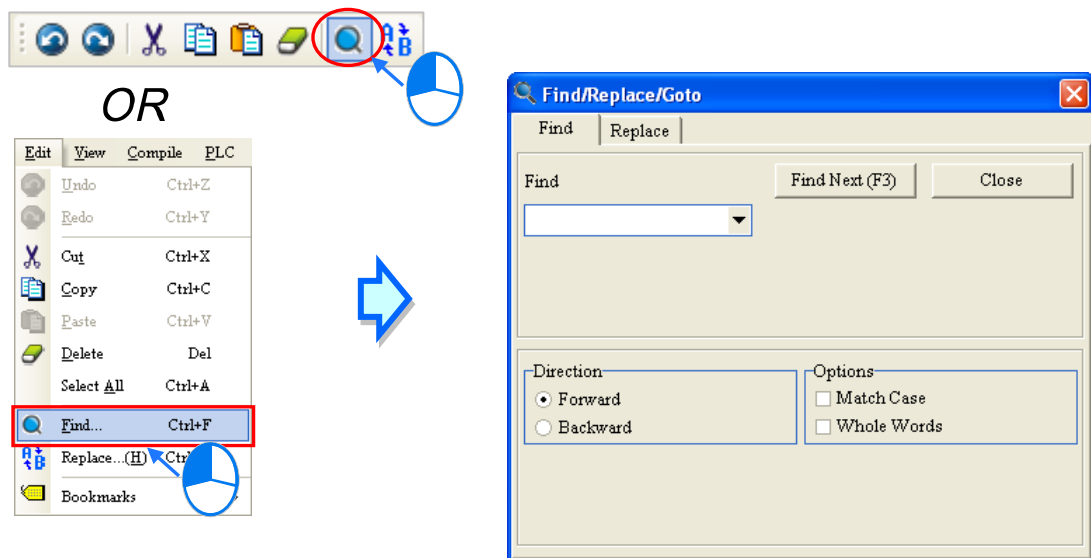 OR
Edit View Compile PLC
Undo Ctrl+Z
Redo Ctrl+Y
Cut Ctrl+X
Copy Ctrl+C
Paste Ctrl+V
Delete Del
Select All Ctrl+A
Find... Ctrl+F
Replace...(H)
Bookmarks
Find/Replace/Goto
Find Replace
Find Find Next (F3) Close
Direction Options
Forward Match Case
Backward Whole Words